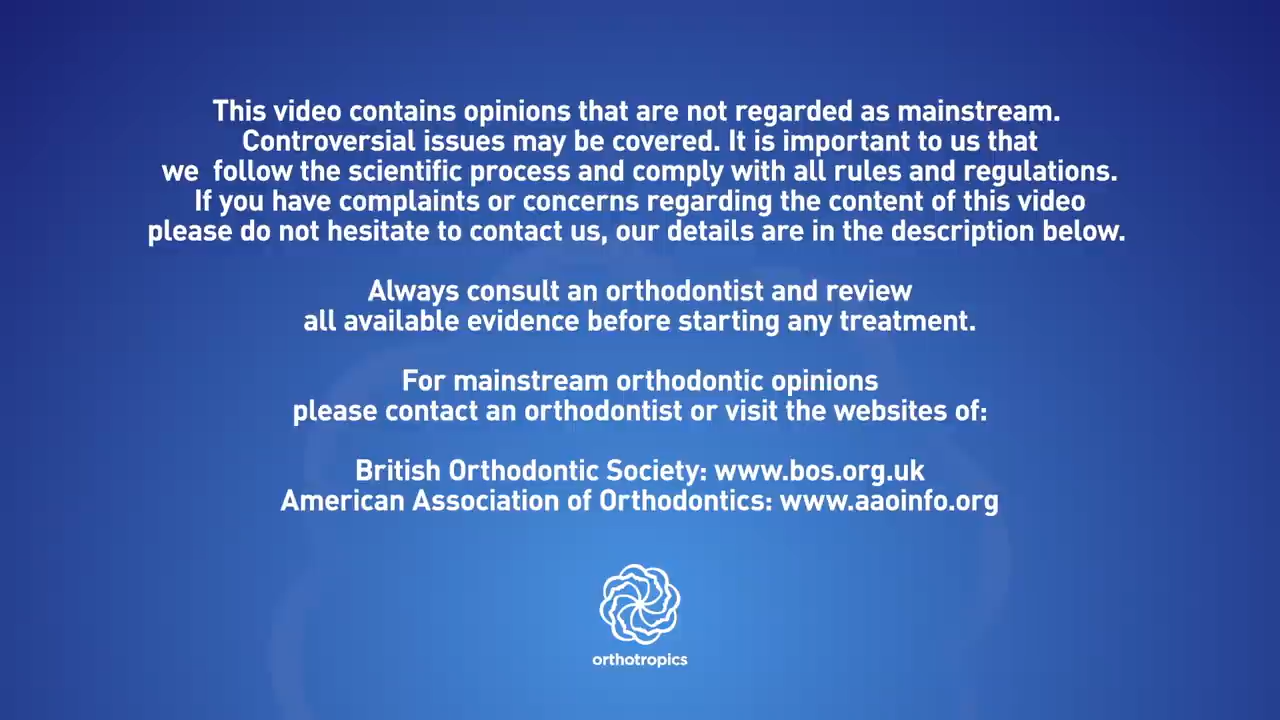 This video contains opinions that are not regarded as mainstream.
Controversial issues may be covered. It is important to us that
we follow the scientific process and comply with all rules and regulations.
If you have complaints or concerns regarding the content of this video
please do not hesitate to contact us, our details are in the description below.
Always consult an orthodontist and review
all available evidence before starting any treatment.
For mainstream orthodontic opinions
please contact an orthodontist or visit the websites of:
British Orthodontic Society: www.bos.org.uk
American Association of Orthodontics: www.aaoinfo.org
orthotropics